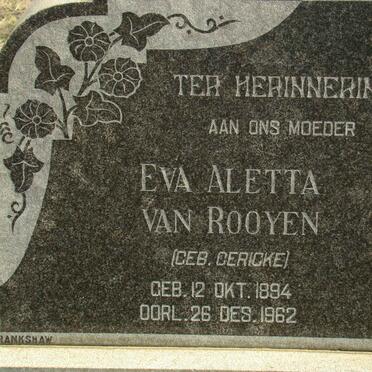 TER HERINNERIN
AAN ONS MOEDER
EVA ALETTA
VAN ROOYEN
(GEB. GERICKE)
GEB. 12 OKT. 1894
OORL. 26 DES. 1962
RANKSHAW